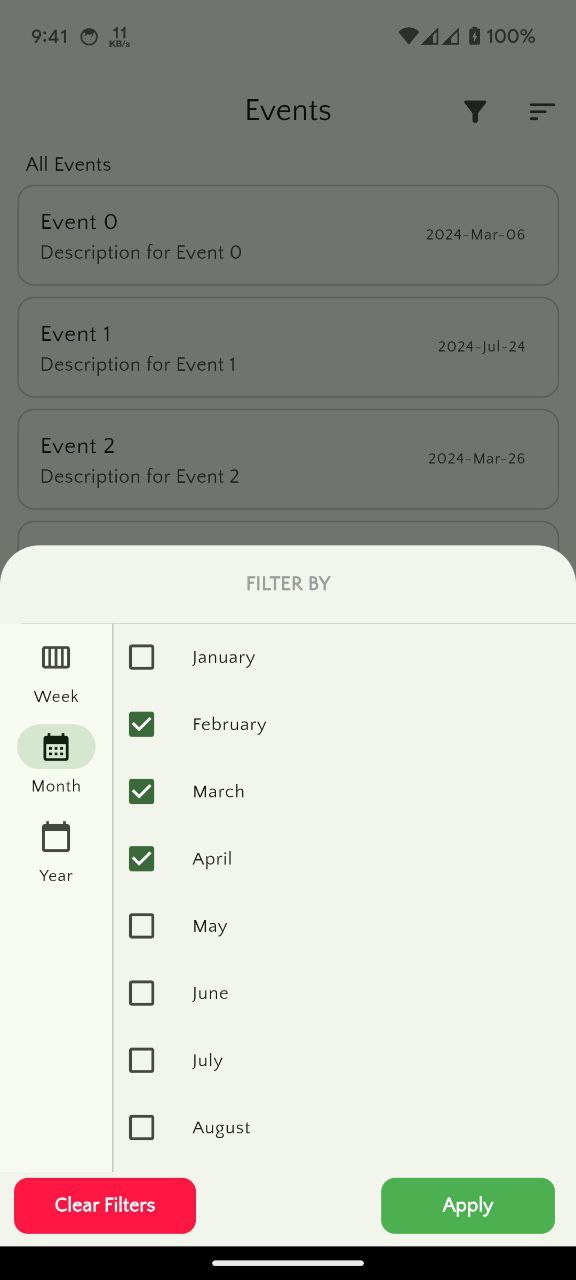 9:41 11 KB/s 100%
Events
All Events
Event 0
Description for Event 0
2024-Mar-06
Event 1
Description for Event 1
2024-Jul-24
Event 2
Description for Event 2
2024-Mar-26
FILTER BY
Week
Month
Year
January
February
March
April
May
June
July
August
Clear Filters
Apply